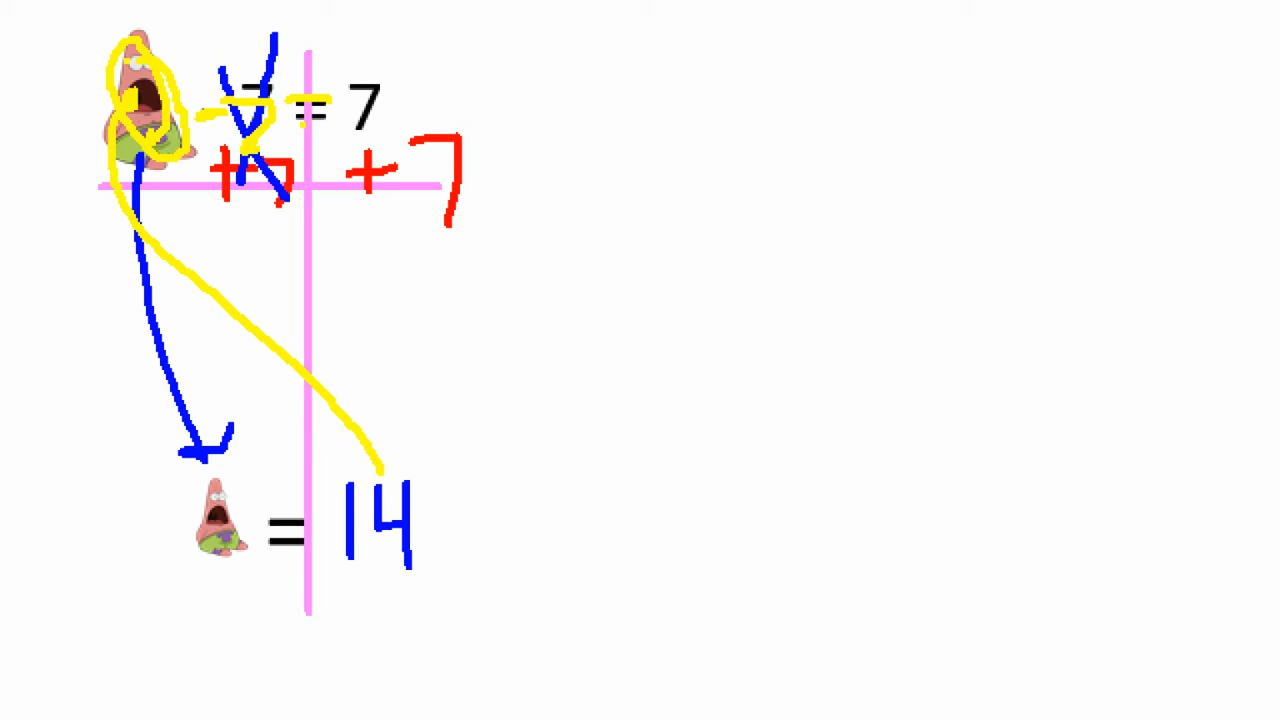 - 7 = 7
+7 + 7
= 14